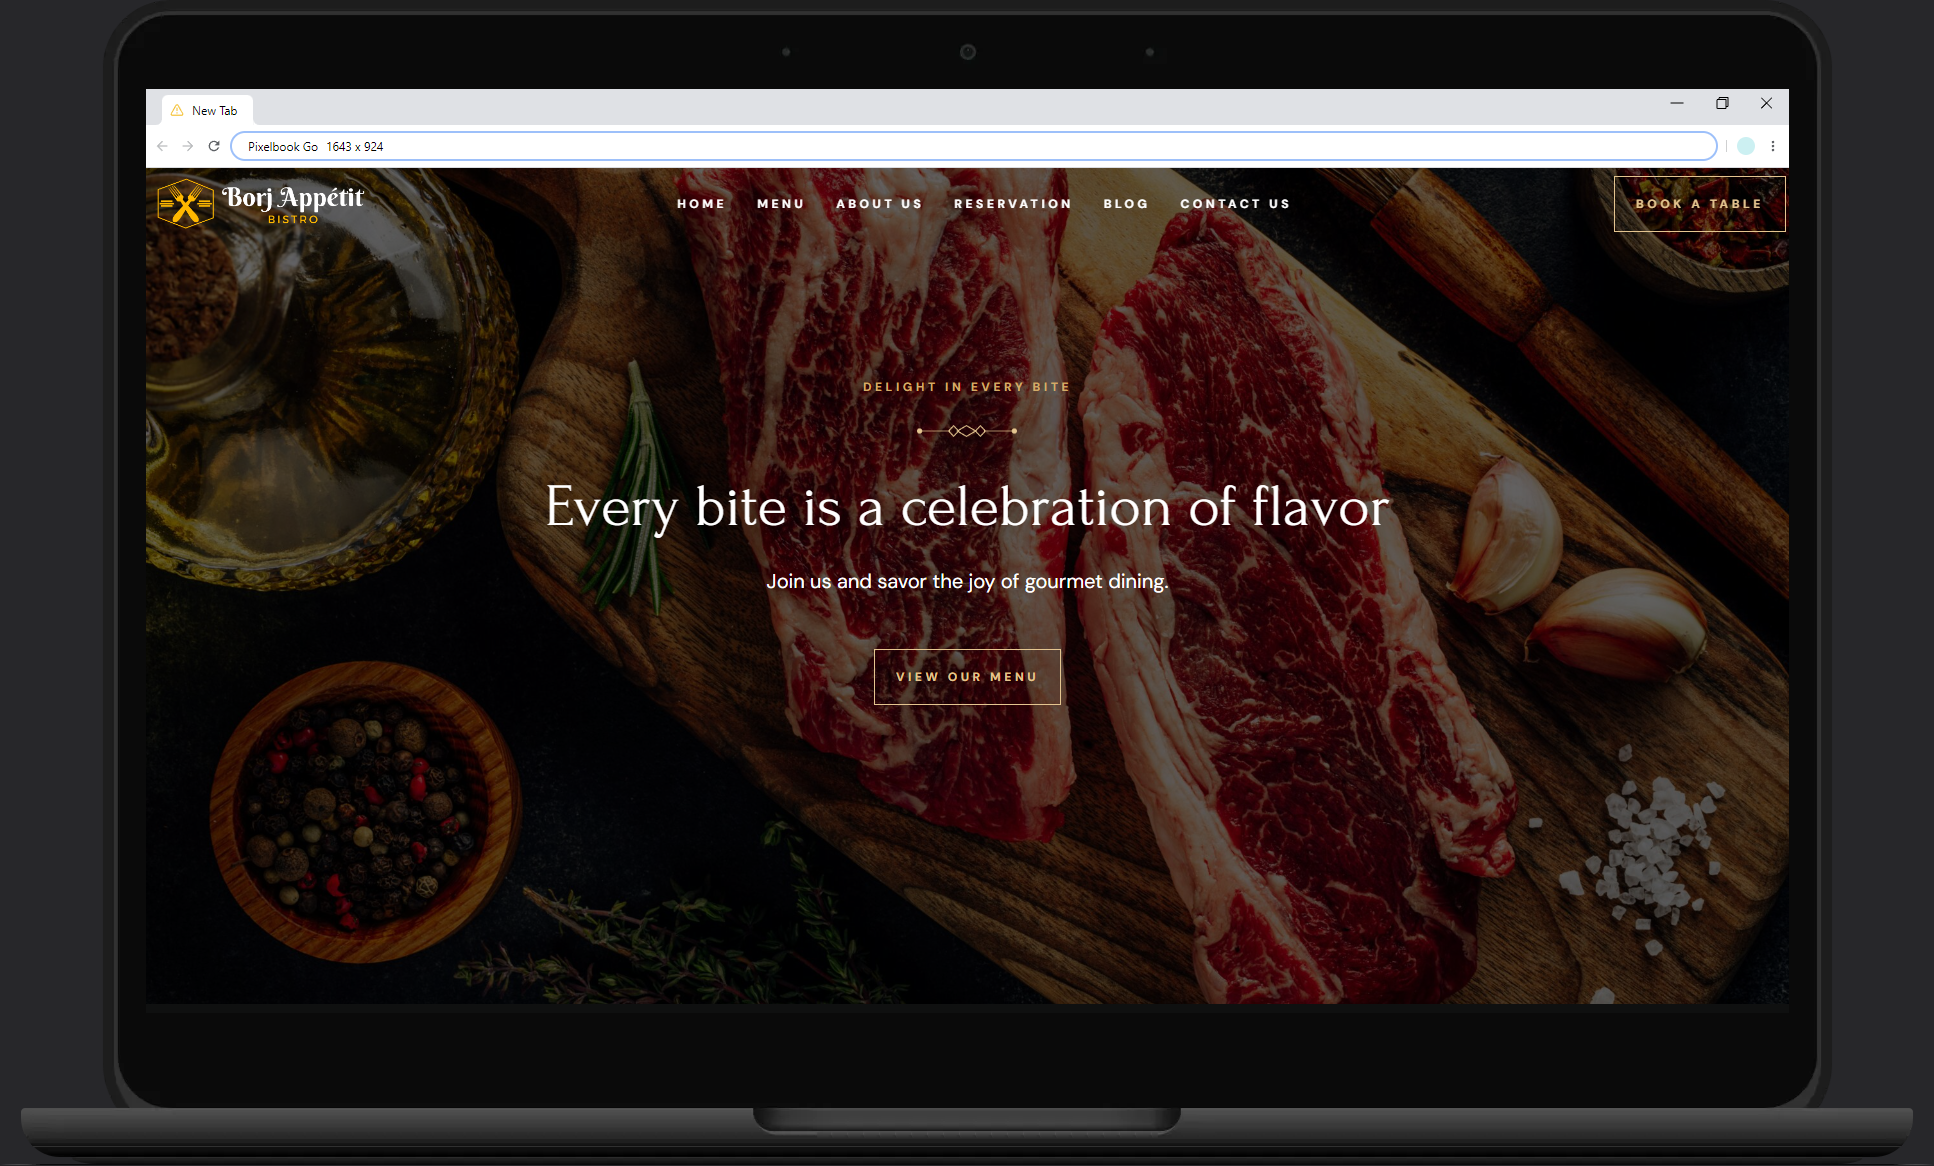 New Tab
Pixelbook Go 1643 x 924
Borj Appétit
BISTRO
HOME MENU ABOUT US RESERVATION BLOG CONTACT US
BOOK A TABLE
DELIGHT IN EVERY BITE
Every bite is a celebration of flavor
Join us and savor the joy of gourmet dining.
VIEW OUR MENU